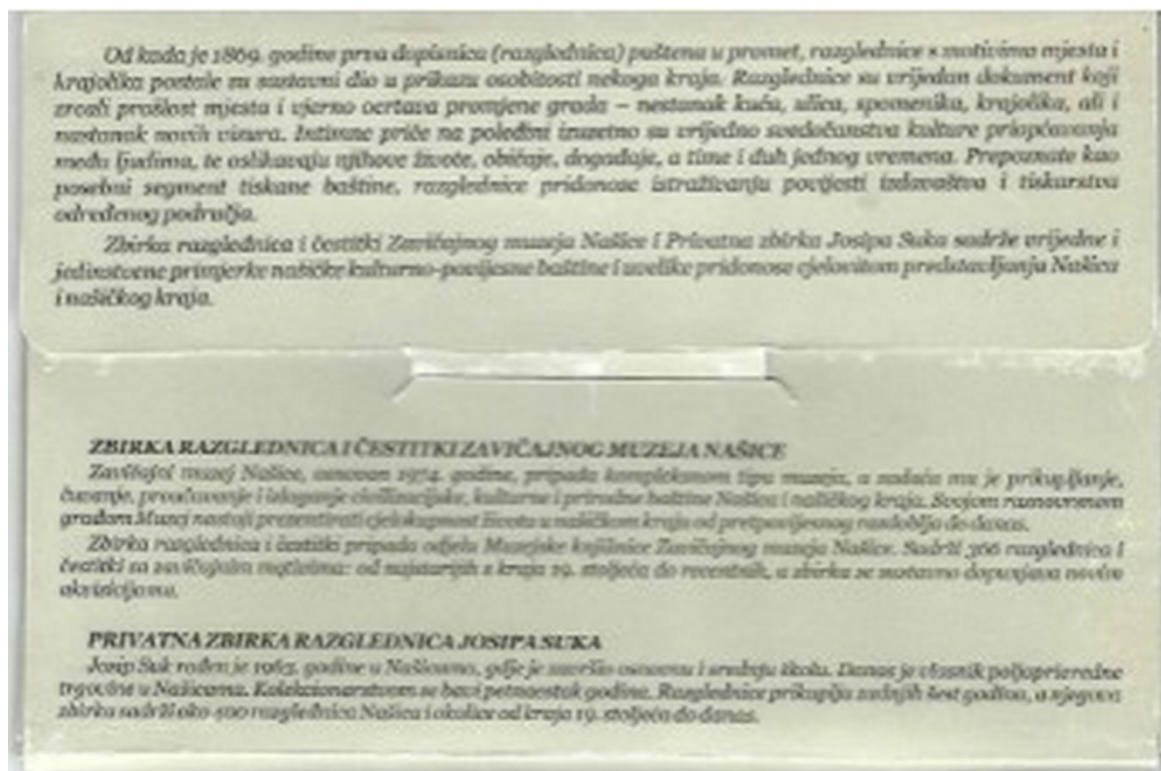 Od kada je 1869. godine prva dopisnica (razglednica) puštena u promet, razglednice s motivima mjesta i
krajolika postale su sastavni dio u prikazu osobitosti nekoga kraja. Razglednice su vrijedan dokument koji
zrcali prošlost mjesta i vjerno ocrtava promjene grada – nestanak kuća, ulica, spomenika, krajolika, ali i
nastanak novih vizura. Intimne priče na poleđini izuzetno su vrijedno svedočanstvo kulture priopćavanja
među ljudima, te oslikavaju njihove živote, običaje, događaje, a time i duh jednog vremena. Prepoznate kao
posebni segment tiskane baštine, razglednice pridonose istraživanju povijesti izdavaštva i tiskarstva
određenog područja.
Zbirka razglednica i čestitki Zavičajnog muzeja Našice i Privatna zbirka Josipa Suka sadrže vrijedne i
jedinstvene primjerke našičke kulturno-povijesne baštine i uvelike pridonose cjelovitom predstavljanju Našica
i našičkog kraja.
ZBIRKA RAZGLEDNICA I ČESTITKI ZAVIČAJNOG MUZEJA NAŠICE
Zavičajni muzej Našice, osnovan 1974. godine, pripada kompleksnom tipu muzeja, a zadaća mu je prikupljanje,
čuvanje, proučavanje i izlaganje civilizacijske, kulturne i prirodne baštine Našica i našičkog kraja. Svojom raznovrsnom
građom Muzej nastoji prezentirati cjelokupnost života u našičkom kraju od pretpovijesnog razdoblja do danas.
Zbirka razglednica i čestitki pripada odjelu Muzejske knjižnice Zavičajnog muzeja Našice. Sadrži 366 razglednica i
čestitki sa zavičajnim motivima: od najstarijih s kraja 19. stoljeća do recentnih, a zbirka se sustavno dopunjava novim
akvizicijama.
PRIVATNA ZBIRKA RAZGLEDNICA JOSIPA SUKA
Josip Suk rođen je 1963. godine u Našicama, gdje je završio osnovnu i srednju školu. Danas je vlasnik poljoprivredne
trgovine u Našicama. Kolekcionarstvom se bavi petnaestak godina. Razglednice prikuplja zadnjih šest godina, a njegova
zbirka sadrži oko 400 razglednica Našica i okolice od kraja 19. stoljeća do danas.